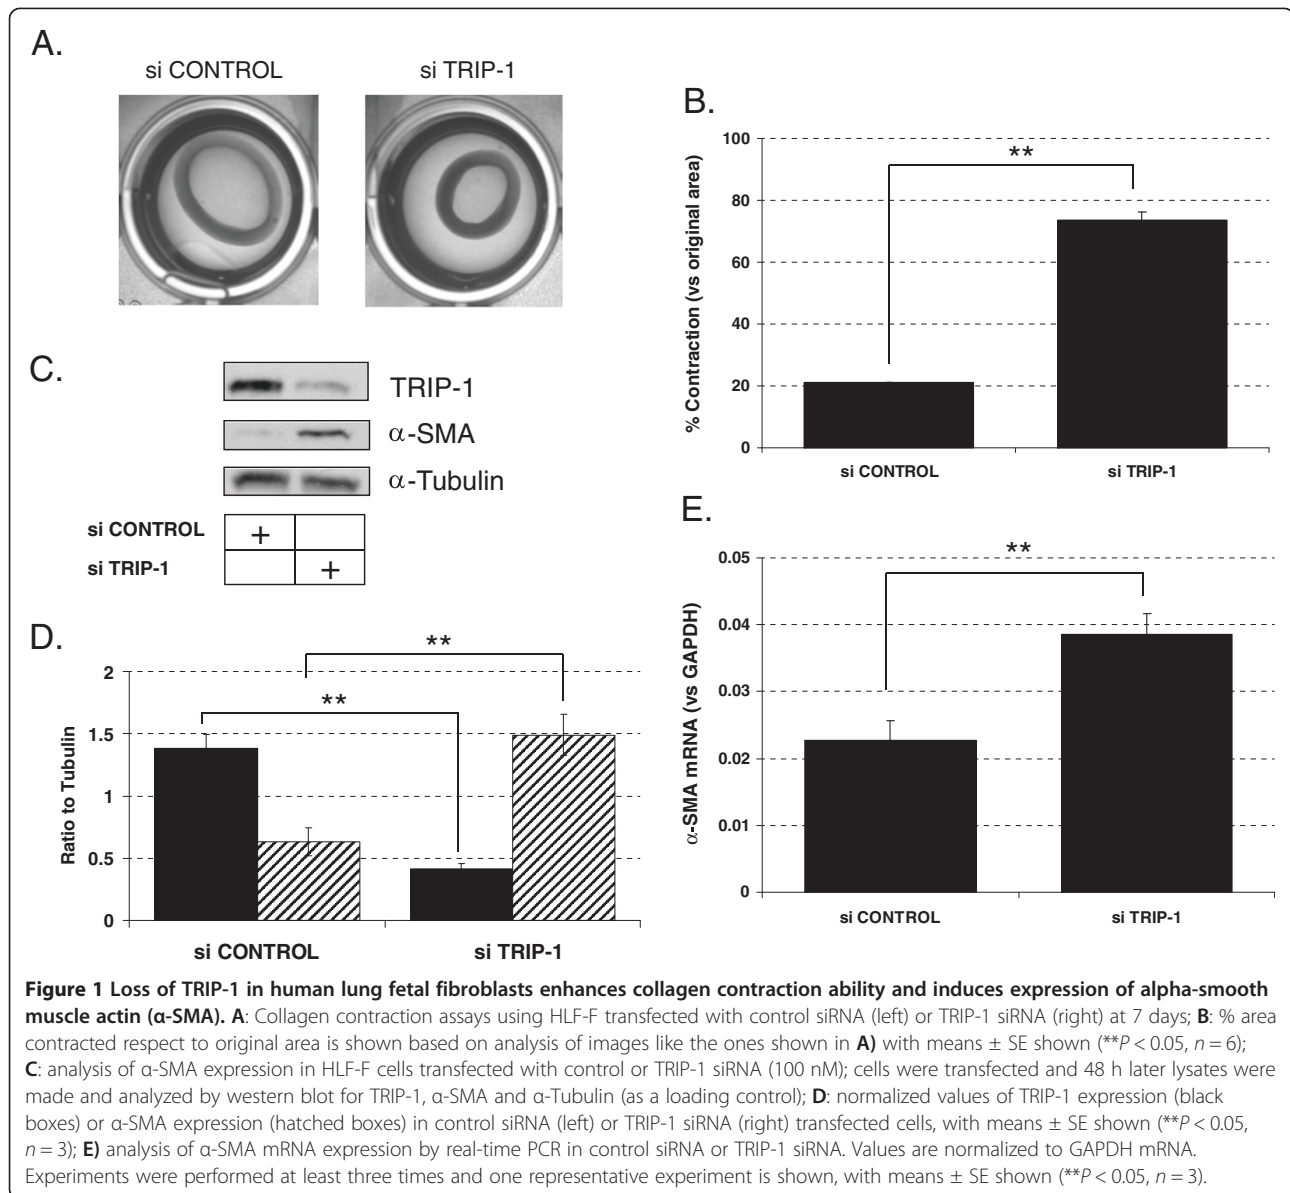 A.
si CONTROL
si TRIP-1
B.
% Contraction (vs original area)
100
80
60
40
20
0
**
si CONTROL
si TRIP-1
C.
TRIP-1
α-SMA
α-Tubulin
si CONTROL
+
si TRIP-1
+
D.
Ratio to Tubulin
2
1.5
1
0.5
0
**
**
si CONTROL
si TRIP-1
E.
α-SMA mRNA (vs GAPDH)
0.05
0.04
0.03
0.02
0.01
0
**
si CONTROL
si TRIP-1
Figure 1 Loss of TRIP-1 in human lung fetal fibroblasts enhances collagen contraction ability and induces expression of alpha-smooth
muscle actin (α-SMA). A: Collagen contraction assays using HLF-F transfected with control siRNA (left) or TRIP-1 siRNA (right) at 7 days; B: % area
contracted respect to original area is shown based on analysis of images like the ones shown in A) with means ± SE shown (**P < 0.05, n = 6);
C: analysis of α-SMA expression in HLF-F cells transfected with control or TRIP-1 siRNA (100 nM); cells were transfected and 48 h later lysates were
made and analyzed by western blot for TRIP-1, α-SMA and α-Tubulin (as a loading control); D: normalized values of TRIP-1 expression (black
boxes) or α-SMA expression (hatched boxes) in control siRNA (left) or TRIP-1 siRNA (right) transfected cells, with means ± SE shown (**P < 0.05,
n = 3); E) analysis of α-SMA mRNA expression by real-time PCR in control siRNA or TRIP-1 siRNA. Values are normalized to GAPDH mRNA.
Experiments were performed at least three times and one representative experiment is shown, with means ± SE shown (**P < 0.05, n = 3).